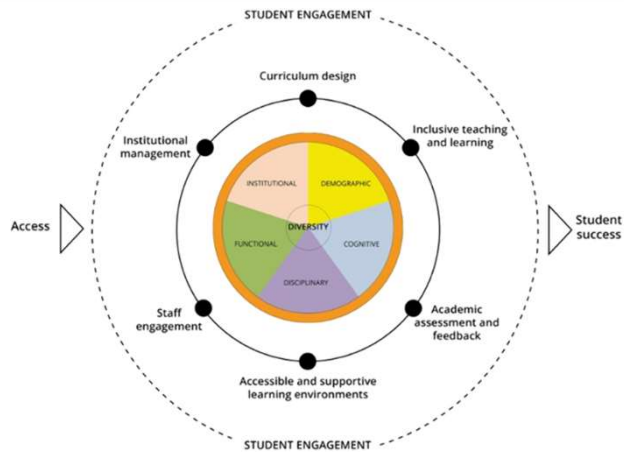 STUDENT ENGAGEMENT
Curriculum design
Institutional
management
Inclusive teaching
and learning
INSTITUTIONAL
DEMOGRAPHIC
Access
DIVERSITY
Student
success
FUNCTIONAL
COGNITIVE
DISCIPLINARY
Staff
engagement
Academic
assessment and
feedback
Accessible and supportive
learning environments
STUDENT ENGAGEMENT